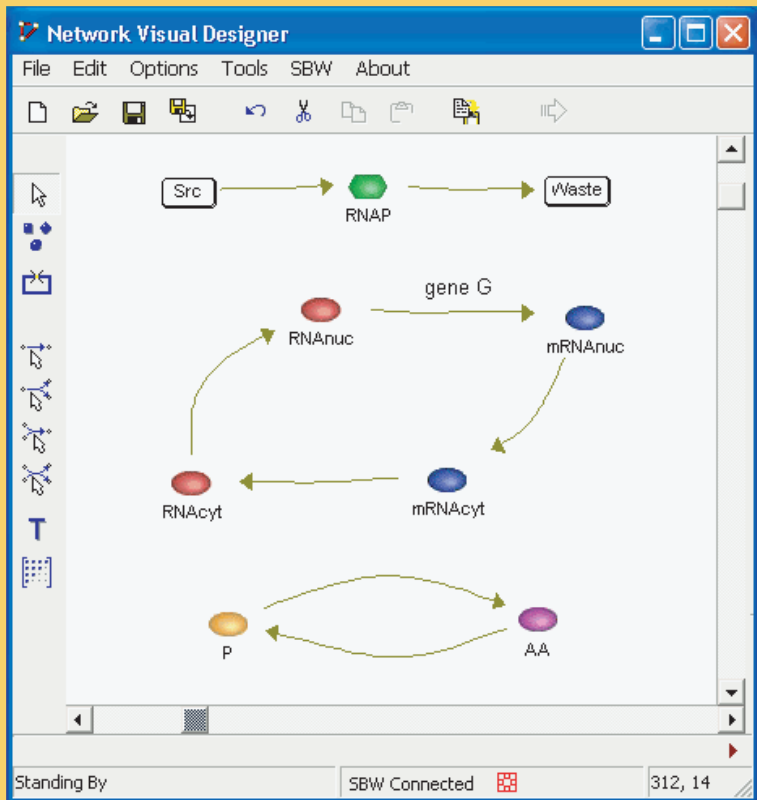 Network Visual Designer
File Edit Options Tools SBW About
Src
RNAP
Waste
gene G
RNAnuc
mRNAnuc
RNAcyt
mRNAcyt
T
P
AA
Standing By
SBW Connected
312, 14